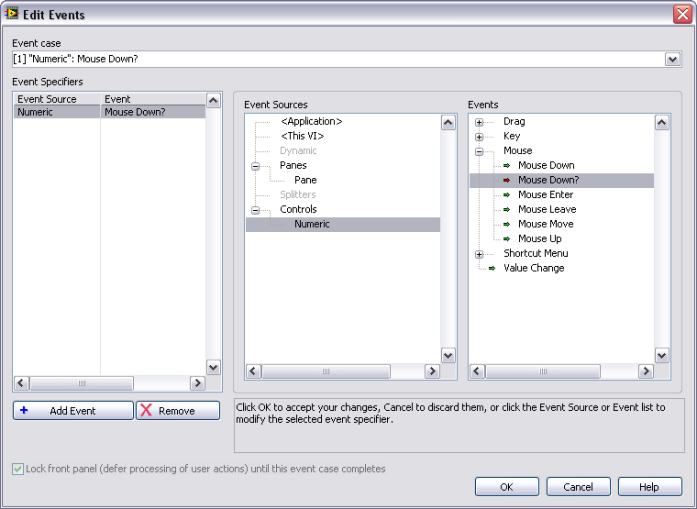 Edit Events
Event case
[1] "Numeric": Mouse Down?
Event Specifiers
Event Source Event
Numeric Mouse Down?
Event Sources
<Application>
<This VI>
Dynamic
Panes
Pane
Splitters
Controls
Numeric
Events
Drag
Key
Mouse
Mouse Down
Mouse Down?
Mouse Enter
Mouse Leave
Mouse Move
Mouse Up
Shortcut Menu
Value Change
Add Event
Remove
Click OK to accept your changes, Cancel to discard them, or click the Event Source or Event list to
modify the selected event specifier.
Lock front panel (defer processing of user actions) until this event case completes
OK
Cancel
Help